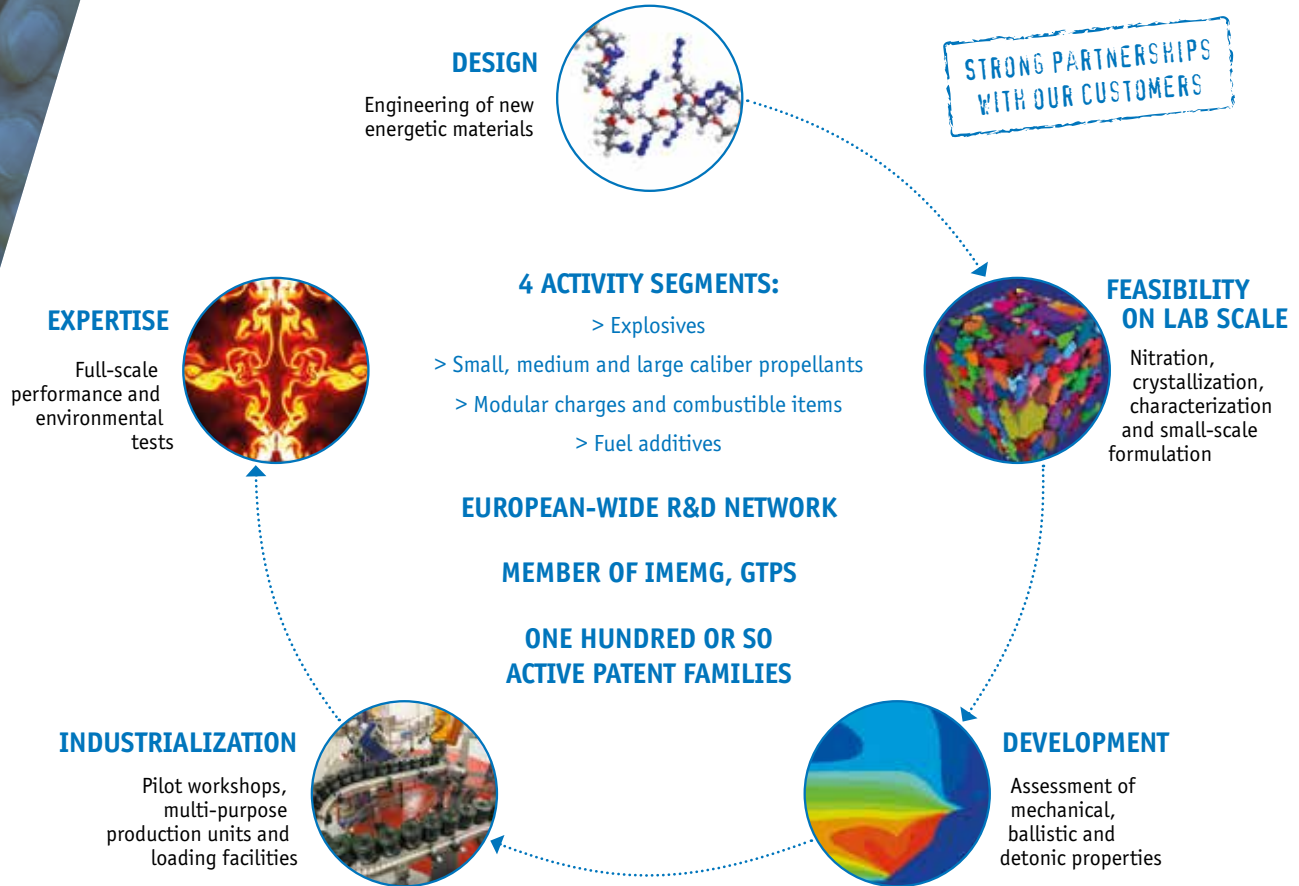 DESIGN
Engineering of new
energetic materials
STRONG PARTNERSHIPS
WITH OUR CUSTOMERS
4 ACTIVITY SEGMENTS:
> Explosives
> Small, medium and large caliber propellants
> Modular charges and combustible items
> Fuel additives
EUROPEAN-WIDE R&D NETWORK
MEMBER OF IMEMG, GTPS
ONE HUNDRED OR SO
ACTIVE PATENT FAMILIES
FEASIBILITY
ON LAB SCALE
Nitration,
crystallization,
characterization
and small-scale
formulation
DEVELOPMENT
Assessment of
mechanical,
ballistic and
detonic properties
INDUSTRIALIZATION
Pilot workshops,
multi-purpose
production units and
loading facilities
EXPERTISE
Full-scale
performance and
environmental
tests